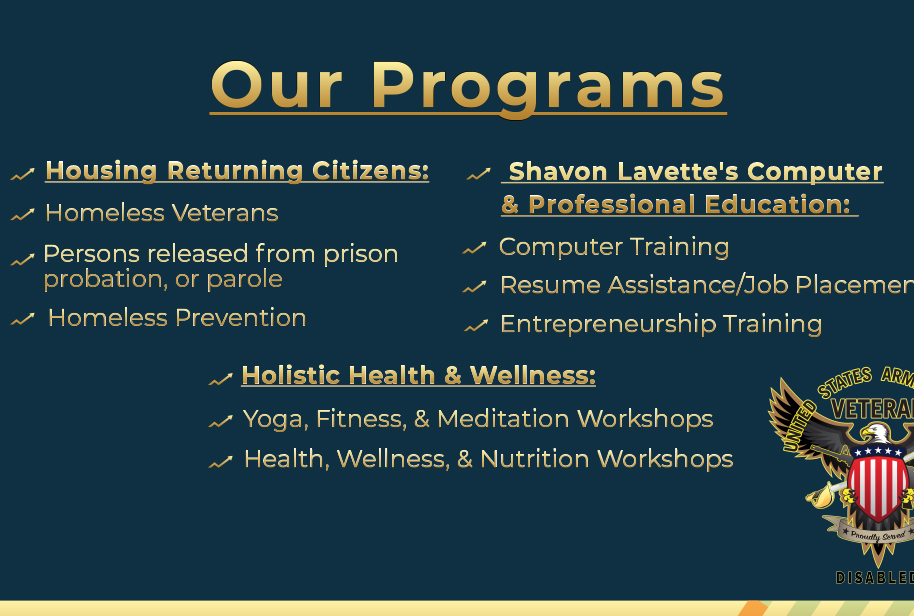 Our Programs
Housing Returning Citizens:
Homeless Veterans
Persons released from prison
probation, or parole
Homeless Prevention
Shavon Lavette's Computer
& Professional Education:
Computer Training
Resume Assistance/Job Placemen
Entrepreneurship Training
Holistic Health & Wellness:
Yoga, Fitness, & Meditation Workshops
Health, Wellness, & Nutrition Workshops
UNITED STATES ARM
VETERA
Proudly Served
DISABLED